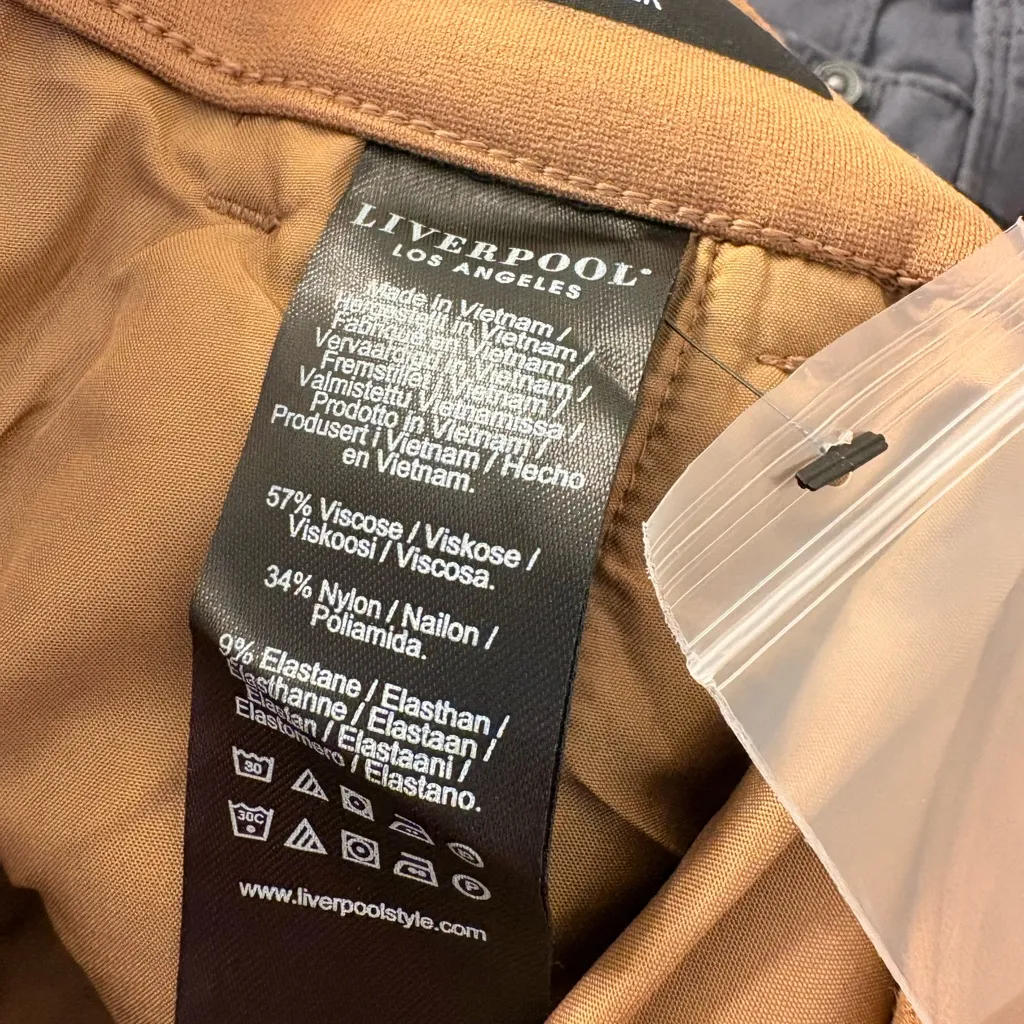 LIVERPOOL
LOS ANGELES
Made in Vietnam /
Hergestellt in Vietnam /
Fabriqué en Vietnam /
Vervaardigd in Vietnam /
Fremstillet i Vietnam /
Valmistettu Vietnamissa /
Prodotto in Vietnam /
Produsert i Vietnam / Hecho
en Vietnam.
57% Viscose / Viskose /
Viskoosi / Viscosa.
34% Nylon / Nailon /
Poliamida.
9% Elastane / Elasthan /
Elasthanne / Elastaan /
Elastan / Elastaani /
Elastomero / Elastano.
30
30C
P
www.liverpoolstyle.com